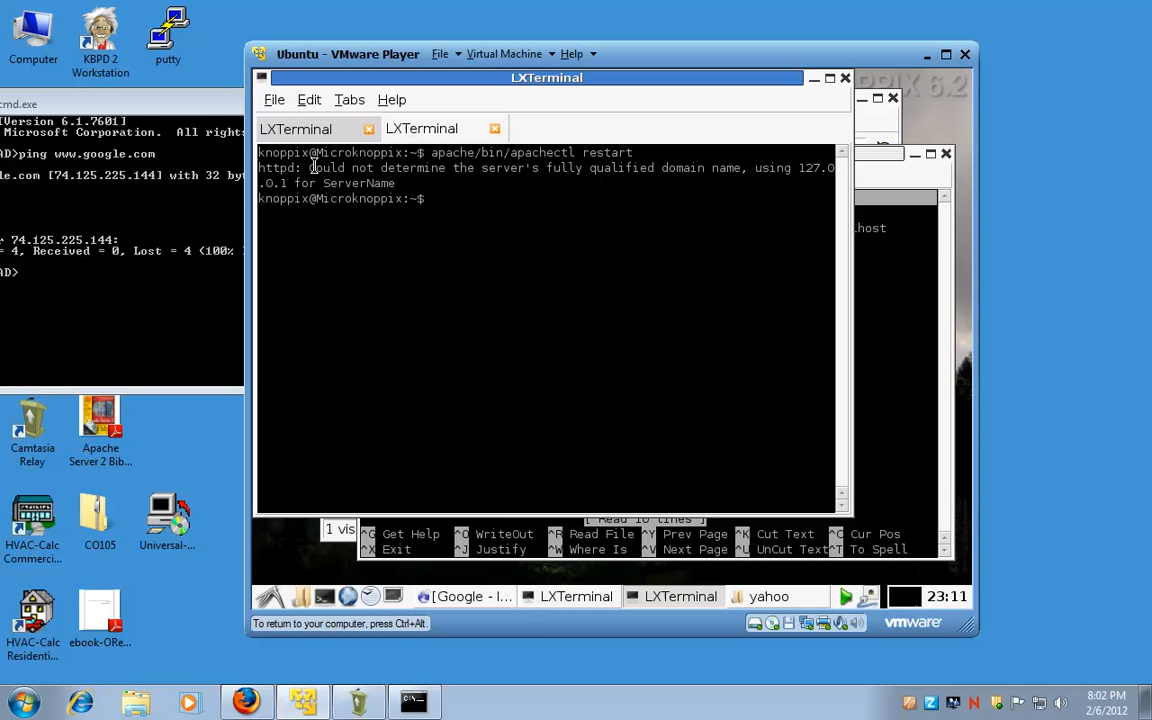 Computer
KBPD 2
Workstation
putty
cmd.exe
[Version 6.1.7601]
Microsoft Corporation. All rights
AD>ping www.google.com
le.com [74.125.225.144] with 32 byt
r 74.125.225.144:
= 4, Received = 0, Lost = 4 (100%
AD>
Camtasia
Relay
Apache
Server 2 Bib...
HVAC-Calc
Commerci...
CO105
Universal-...
HVAC-Calc
Residenti...
ebook-ORe...
Ubuntu - VMware Player File Virtual Machine Help
LXTerminal
File Edit Tabs Help
LXTerminal LXTerminal
knoppix@Microknoppix:~$ apache/bin/apachectl restart
httpd: Could not determine the server's fully qualified domain name, using 127.0
.0.1 for ServerName
knoppix@Microknoppix:~$
PIX 6.2
lhost
1 vis
[ Read 10 lines ]
^G Get Help ^O WriteOut ^R Read File ^Y Prev Page ^K Cut Text ^C Cur Pos
^X Exit ^J Justify ^W Where Is ^V Next Page ^U UnCut Text ^T To Spell
[Google - I... LXTerminal LXTerminal yahoo 23:11
To return to your computer, press Ctrl+Alt.
vmware
8:02 PM
2/6/2012